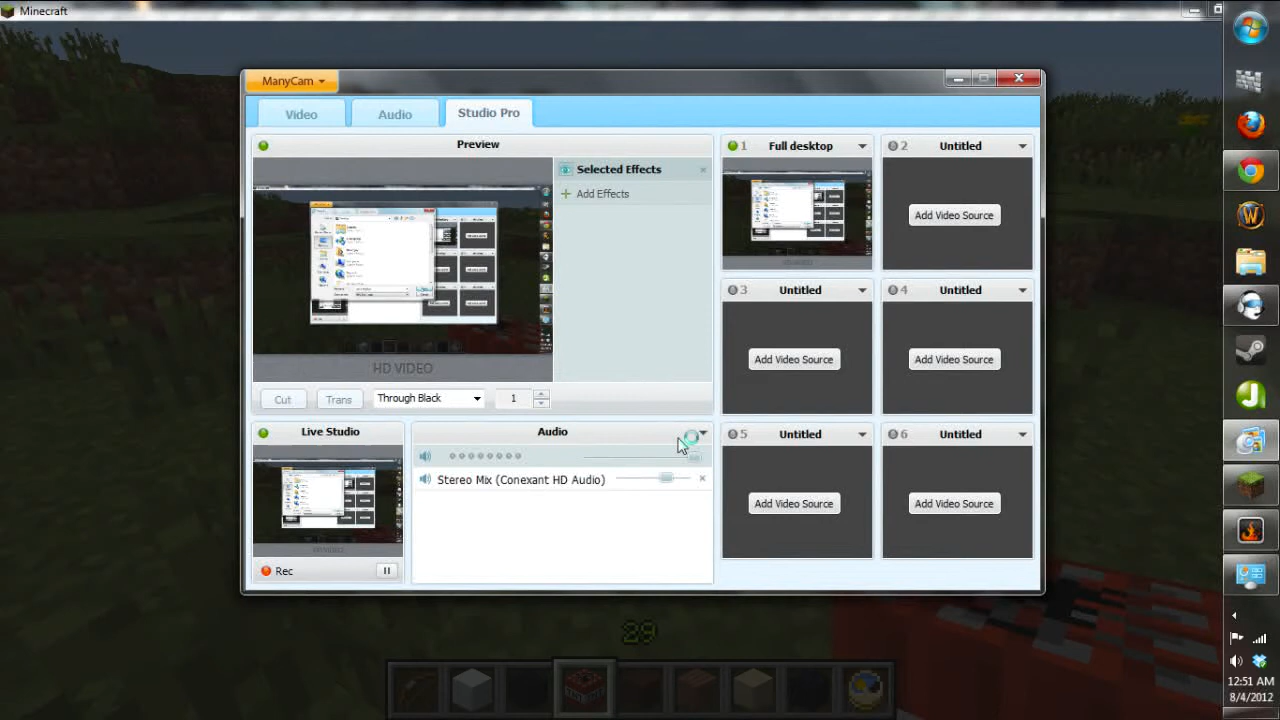 Minecraft
ManyCam
Video
Audio
Studio Pro
Preview
Selected Effects
Add Effects
HD VIDEO
Cut
Trans
Through Black
1
Live Studio
HD VIDEO
Rec
Audio
Stereo Mix (Conexant HD Audio)
1 Full desktop
2 Untitled
Add Video Source
3 Untitled
Add Video Source
4 Untitled
Add Video Source
5 Untitled
Add Video Source
6 Untitled
Add Video Source
29
12:51 AM
8/4/2012